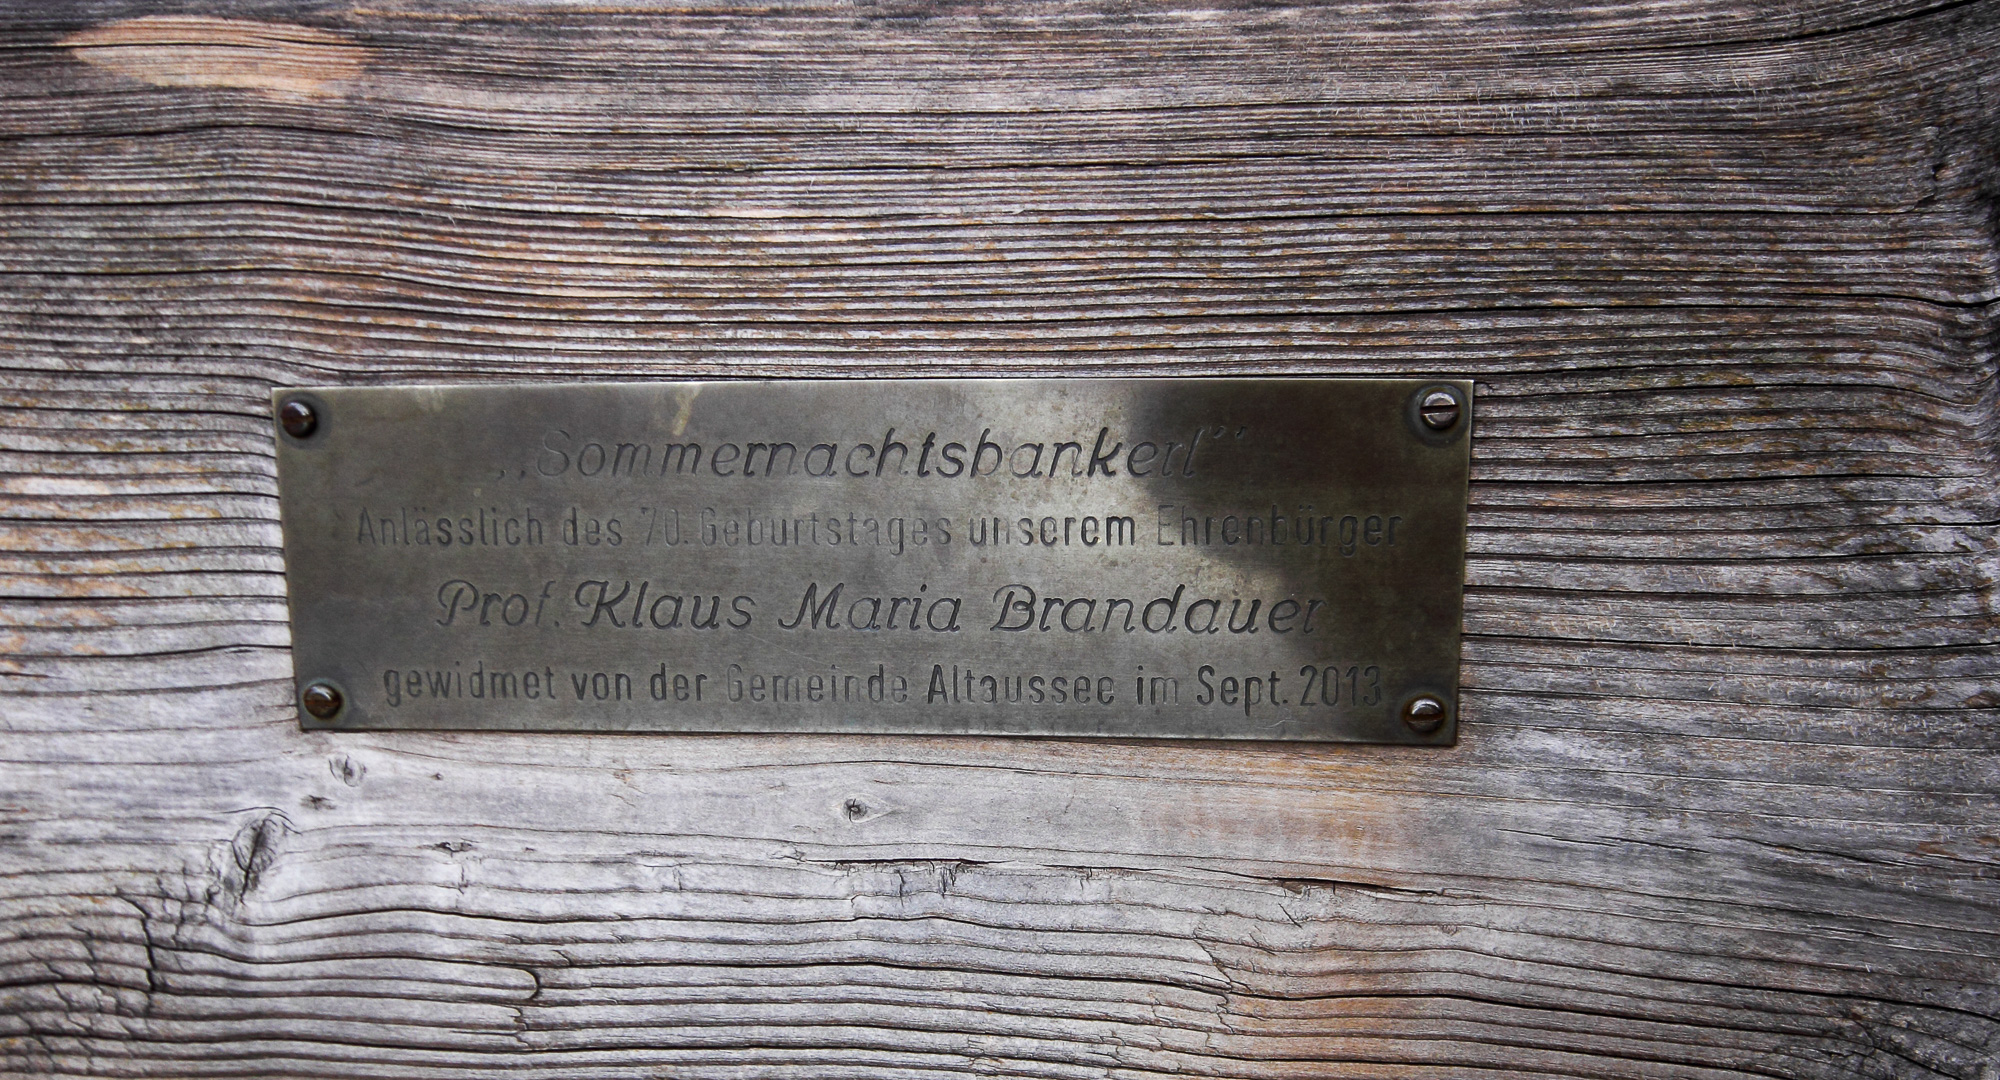 ,,Sommernachtsbankerl´´
Anlässlich des 70. Geburtstages unserem Ehrenbürger
Prof. Klaus Maria Brandauer
gewidmet von der Gemeinde Altaussee im Sept. 2013